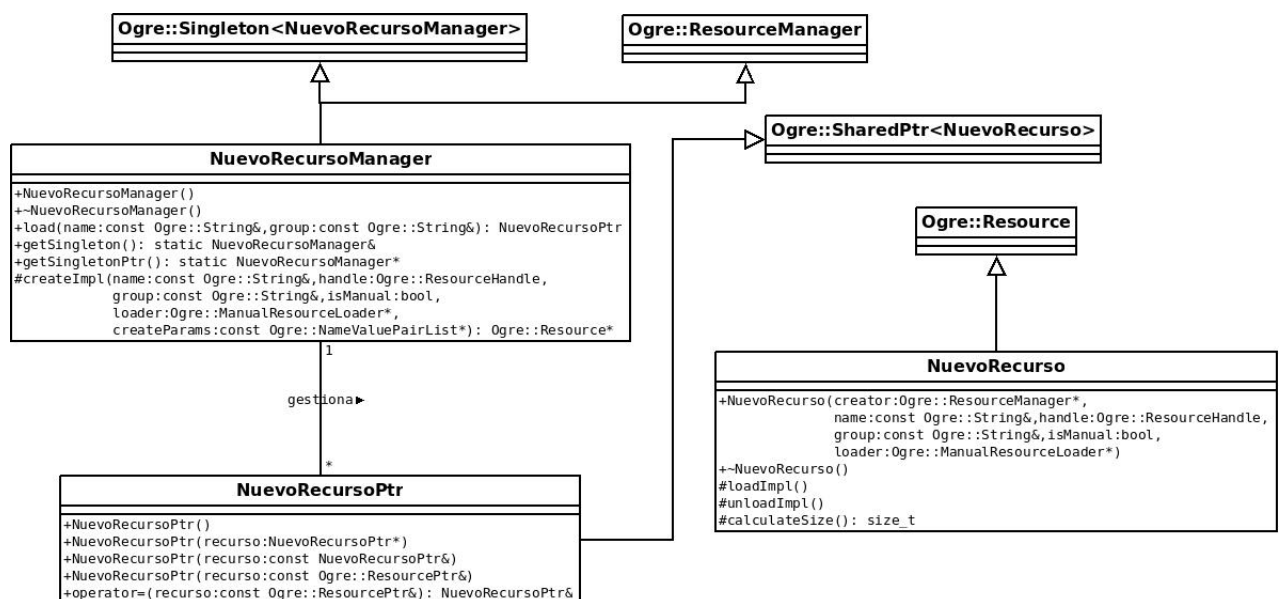 Ogre::Singleton<NuevoRecursoManager>
Ogre::ResourceManager
Ogre::SharedPtr<NuevoRecurso>
NuevoRecursoManager
+NuevoRecursoManager()
+~NuevoRecursoManager()
+load(name:const Ogre::String&,group:const Ogre::String&): NuevoRecursoPtr
+getSingleton(): static NuevoRecursoManager&
+getSingletonPtr(): static NuevoRecursoManager*
#createImpl(name:const Ogre::String&,handle:Ogre::ResourceHandle,
group:const Ogre::String&,isManual:bool,
loader:Ogre::ManualResourceLoader*,
createParams:const Ogre::NameValuePairList*): Ogre::Resource*
1
gestiona
*
Ogre::Resource
NuevoRecurso
+NuevoRecurso(creator:Ogre::ResourceManager*,
name:const Ogre::String&,handle:Ogre::ResourceHandle,
group:const Ogre::String&,isManual:bool,
loader:Ogre::ManualResourceLoader*)
+~NuevoRecurso()
#loadImpl()
#unloadImpl()
#calculateSize(): size_t
NuevoRecursoPtr
+NuevoRecursoPtr()
+NuevoRecursoPtr(recurso:NuevoRecursoPtr*)
+NuevoRecursoPtr(recurso:const NuevoRecursoPtr&)
+NuevoRecursoPtr(recurso:const Ogre::ResourcePtr&)
+operator=(recurso:const Ogre::ResourcePtr&): NuevoRecursoPtr&